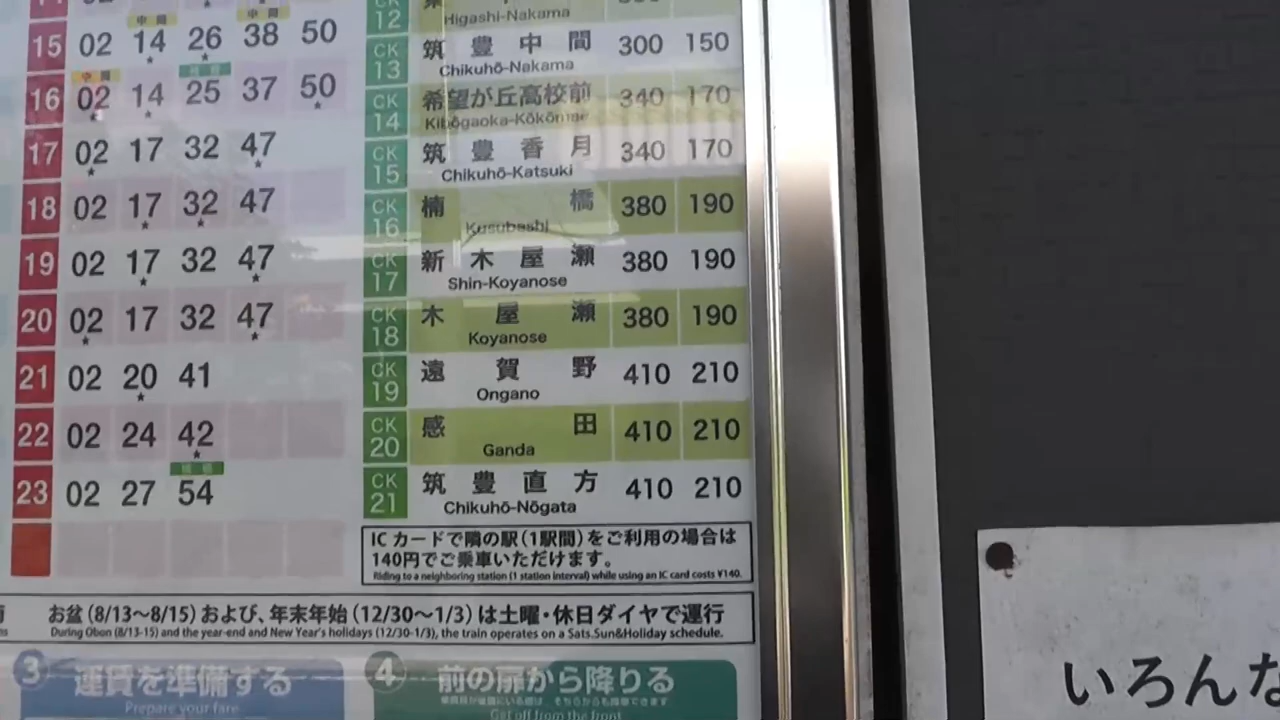 中間 中間
15 02 14 26 38 50
中間
16 02 14 25 37 50
17 02 17 32 47
18 02 17 32 47
19 02 17 32 47
20 02 17 32 47
21 02 20 41
22 02 24 42
23 02 27 54
CK 12 Higashi-Nakama
CK 13 筑豊中間 300 150
Chikuhō-Nakama
CK 14 希望が丘高校前 340 170
Kibōgaoka-Kōkōmae
CK 15 筑豊香月 340 170
Chikuhō-Katsuki
CK 16 楠橋 380 190
Kusubashi
CK 17 新木屋瀬 380 190
Shin-Koyanose
CK 18 木屋瀬 380 190
Koyanose
CK 19 遠賀野 410 210
Ongano
CK 20 感田 410 210
Ganda
CK 21 筑豊直方 410 210
Chikuhō-Nōgata
ICカードで隣の駅(1駅間)をご利用の場合は
140円でご乗車いただけます。
Riding to a neighboring station (1 station interval) while using an IC card costs ¥140.
お盆(8/13〜8/15)および、年末年始(12/30〜1/3)は土曜・休日ダイヤで運行
During Obon (8/13-15) and the year-end and New Year's holidays (12/30-1/3), the train operates on a Sats.Sun&Holiday schedule.
3 運賃を準備する
Prepare your fare
4 前の扉から降りる
Get off from the front
いろんな